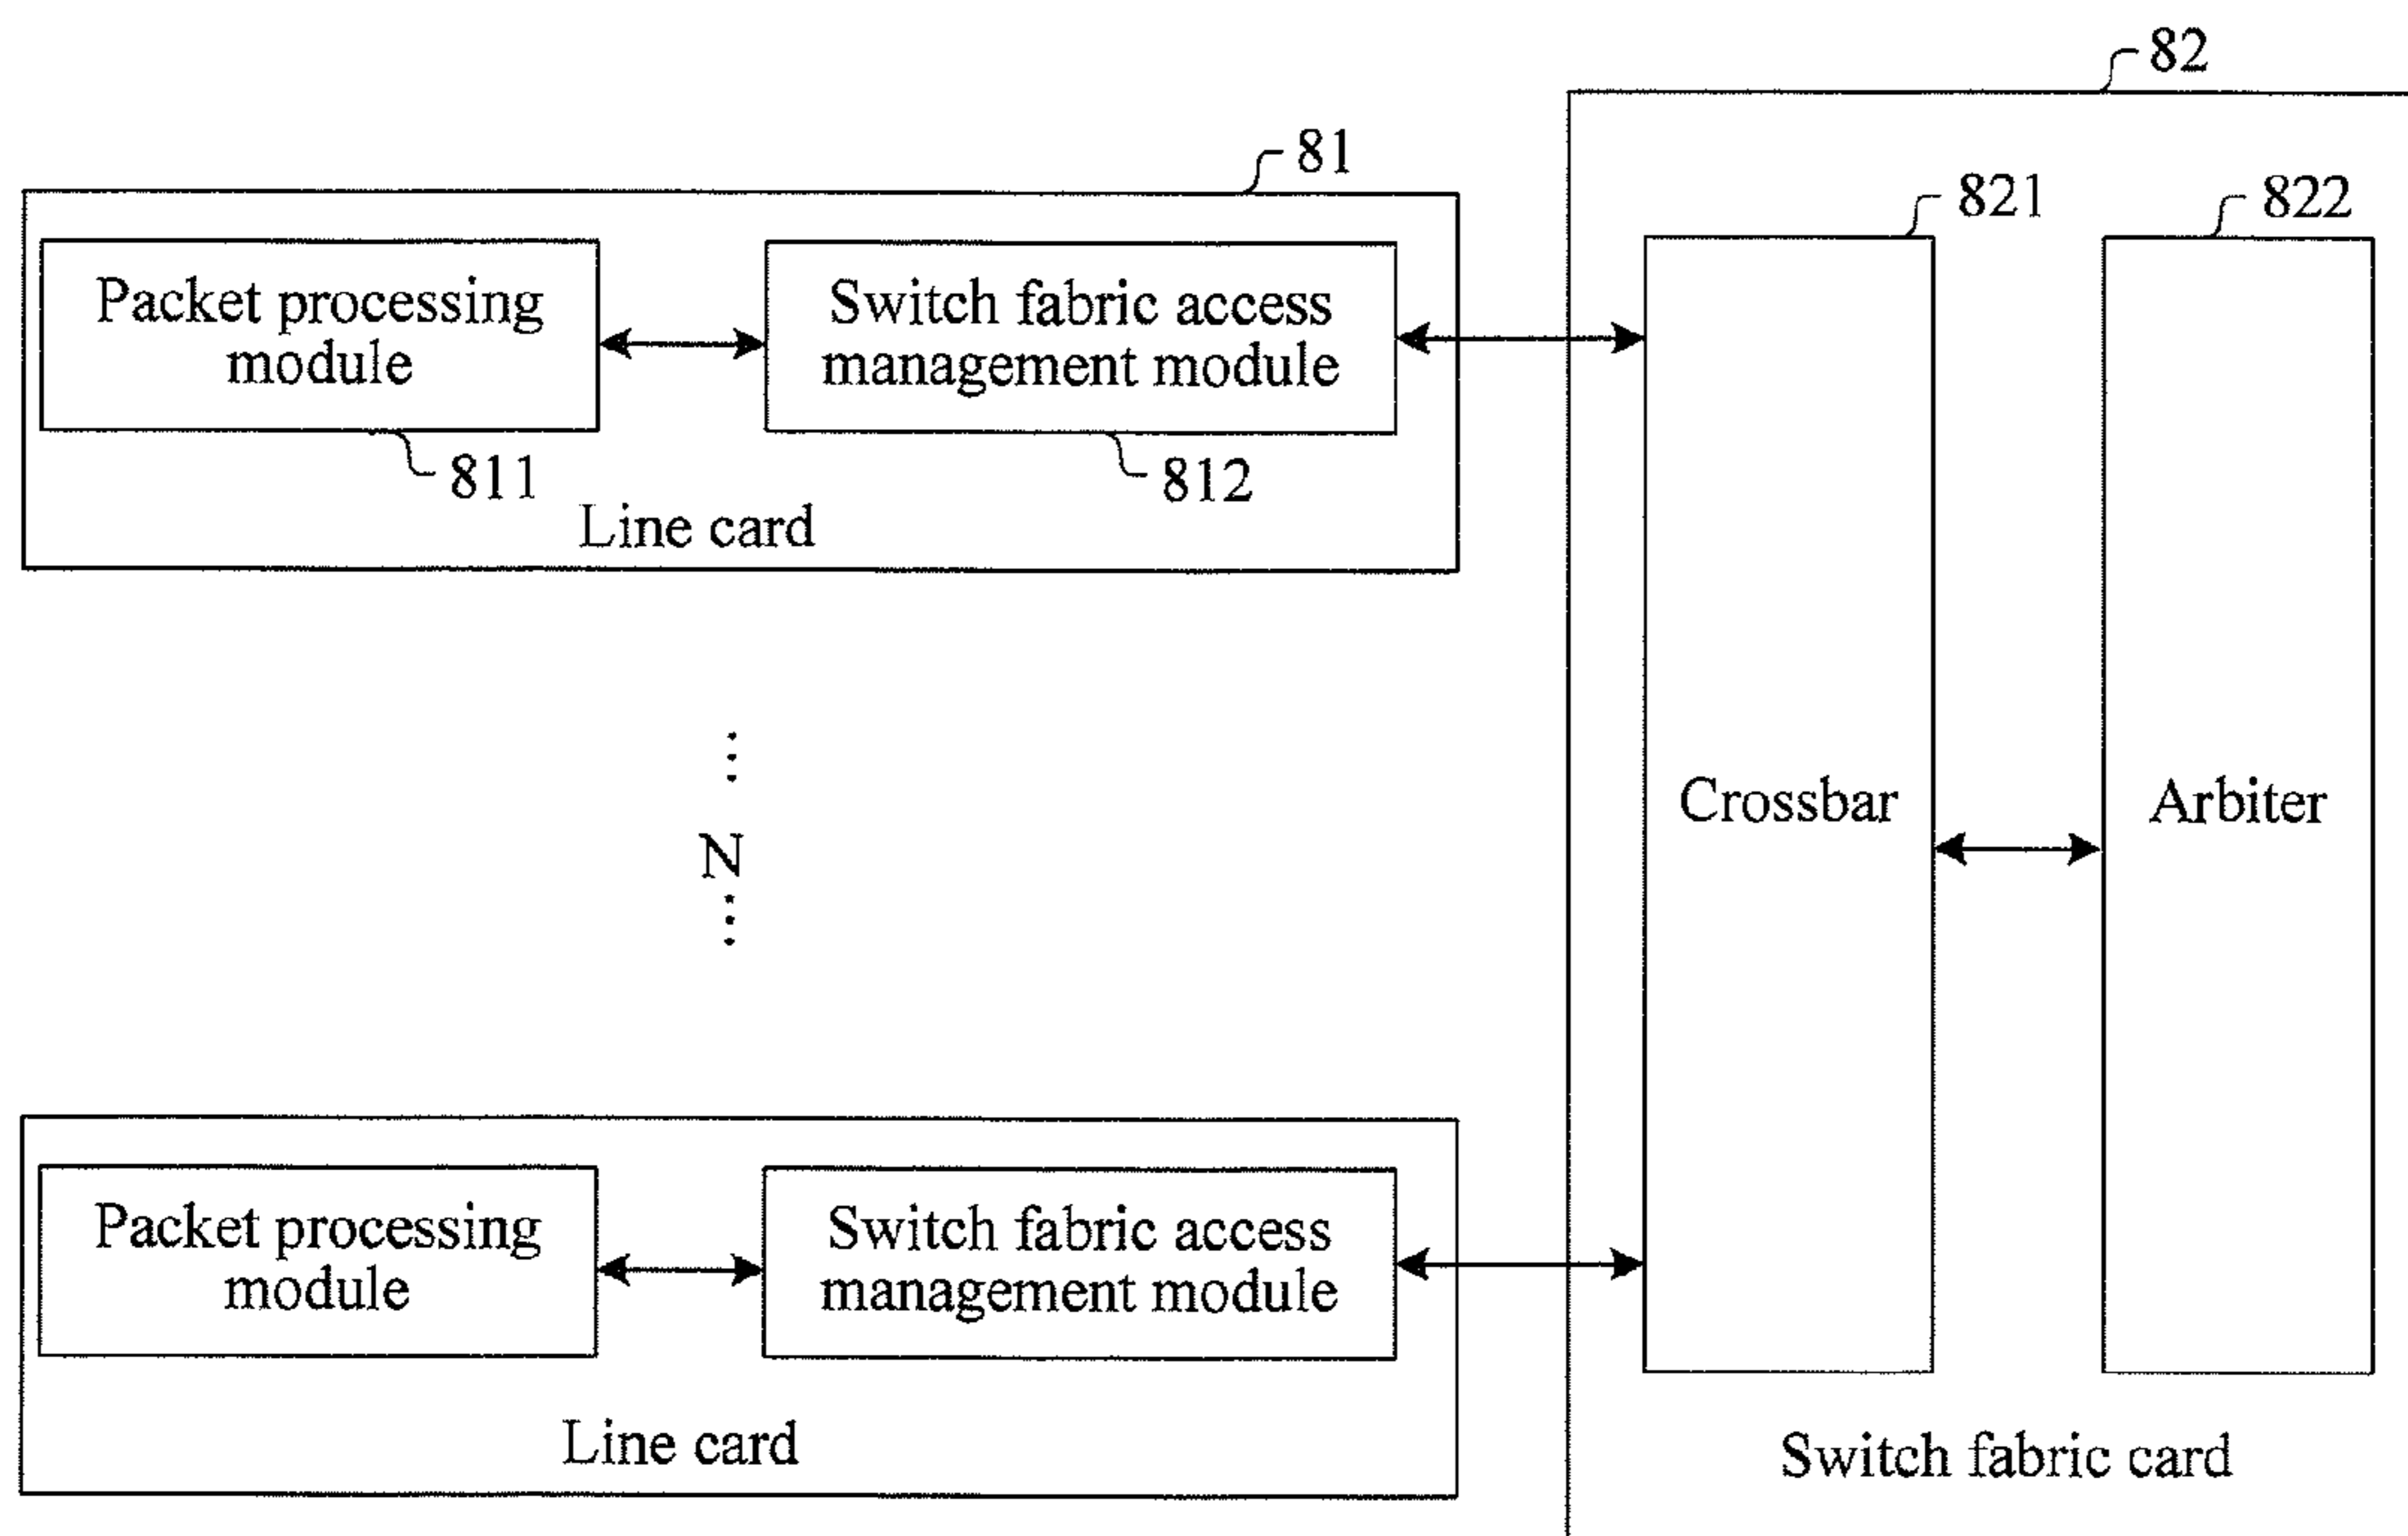 82
81
821
822
Packet processing
module
Switch fabric access
management module
811
812
Line card
⋮
N
⋮
Crossbar
Arbiter
Packet processing
module
Switch fabric access
management module
Line card
Switch fabric card